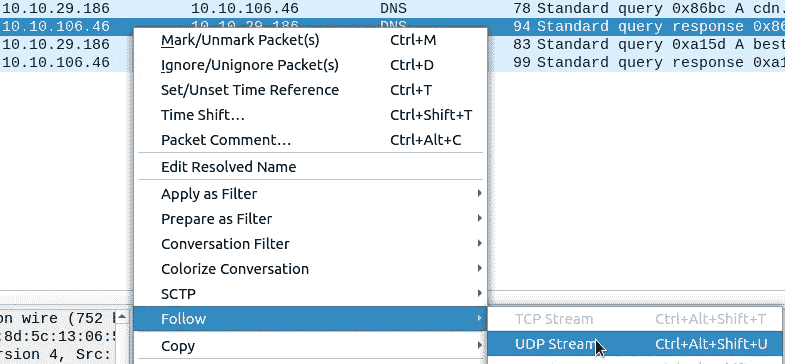 10.10.29.186 10.10.106.46 DNS 78 Standard query 0x86bc A cdn.
10.10.106.46 10.10.29.186 DNS 94 Standard query response 0x86
10.10.29.186 83 Standard query 0xa15d A best
10.10.106.46 99 Standard query response 0xa1
Mark/Unmark Packet(s) Ctrl+M
Ignore/Unignore Packet(s) Ctrl+D
Set/Unset Time Reference Ctrl+T
Time Shift... Ctrl+Shift+T
Packet Comment... Ctrl+Alt+C
Edit Resolved Name
Apply as Filter
Prepare as Filter
Conversation Filter
Colorize Conversation
SCTP
Follow
Copy
TCP Stream Ctrl+Alt+Shift+T
UDP Stream Ctrl+Alt+Shift+U
on wire (752
:8d:5c:13:06:5
rsion 4, Src: